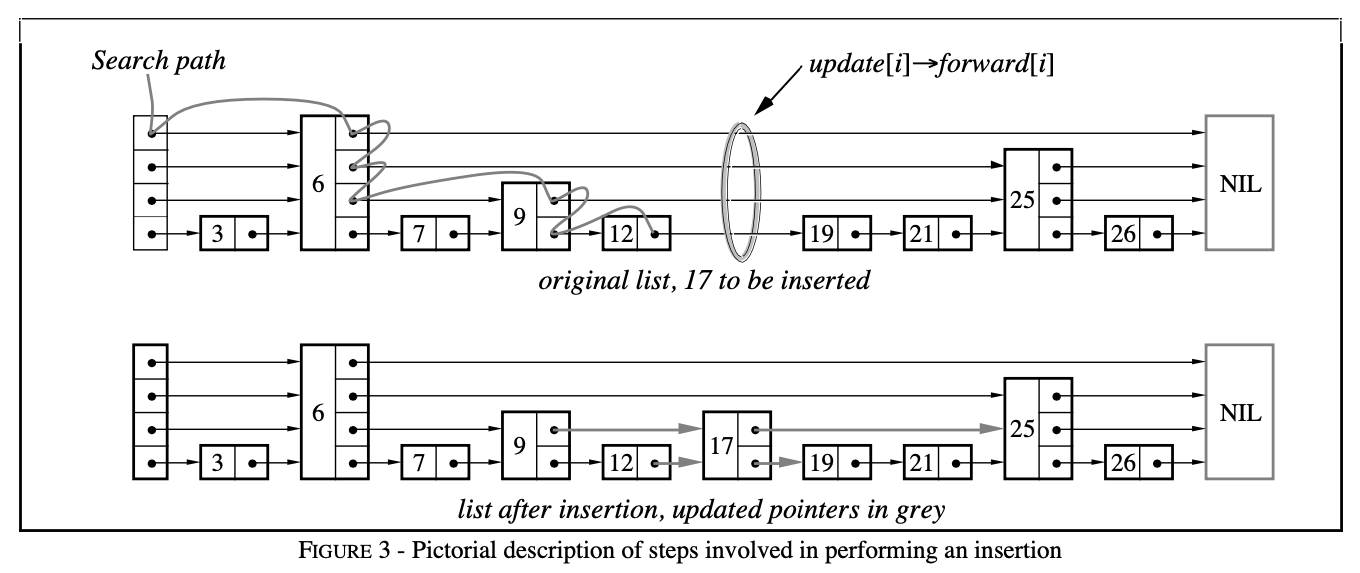 Search path
update[i]→forward[i]
6
NIL
25
9
3
7
12
19
21
26
original list, 17 to be inserted
6
NIL
25
9
17
3
7
12
19
21
26
list after insertion, updated pointers in grey
FIGURE 3 - Pictorial description of steps involved in performing an insertion